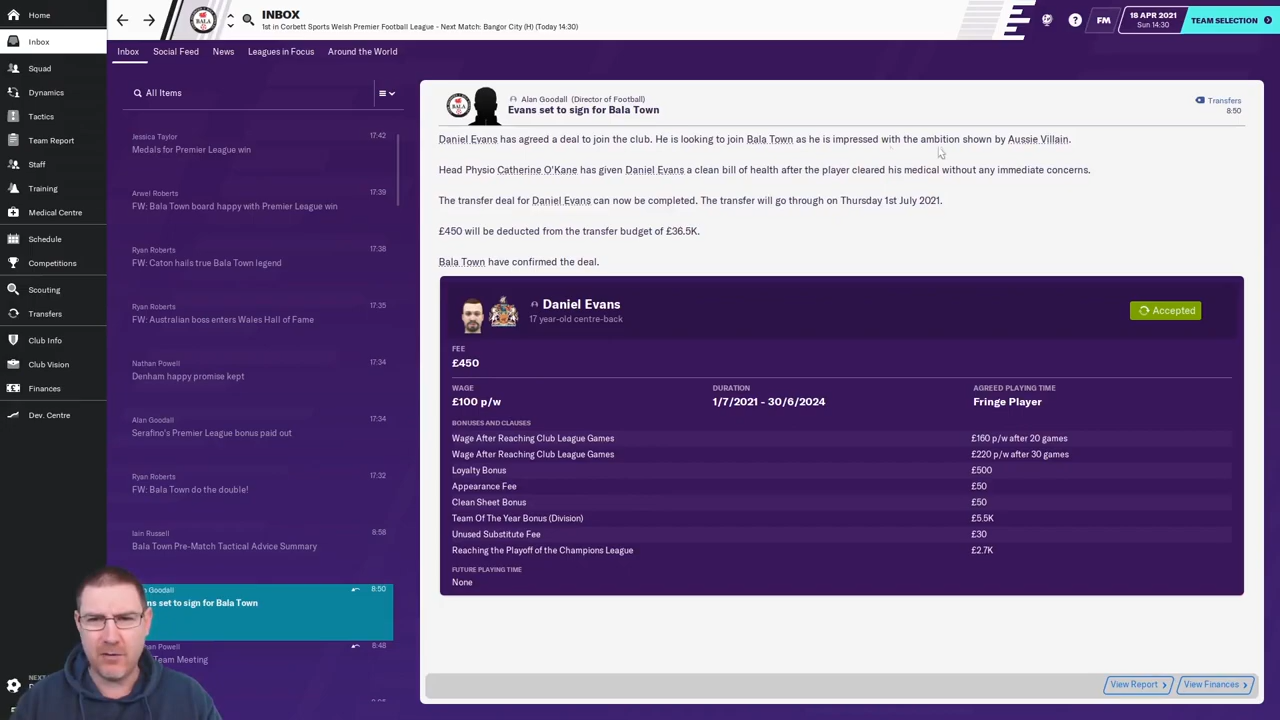 INBOX
1st in Corbett Sports Welsh Premier Football League - Next Match: Bangor City (H) (Today 14:30)
FM
18 APR 2021
Sun 14:30
TEAM SELECTION
Home
Inbox
Squad
Dynamics
Tactics
Team Report
Staff
Training
Medical Centre
Schedule
Competitions
Scouting
Transfers
Club Info
Club Vision
Finances
Dev. Centre
NEXT
Inbox
Social Feed
News
Leagues in Focus
Around the World
All Items
Jessica Taylor 17:42
Medals for Premier League win
Arwel Roberts 17:39
FW: Bala Town board happy with Premier League win
Ryan Roberts 17:38
FW: Caton hails true Bala Town legend
Ryan Roberts 17:35
FW: Australian boss enters Wales Hall of Fame
Nathan Powell 17:34
Denham happy promise kept
Alan Goodall 17:34
Serafino's Premier League bonus paid out
Ryan Roberts 17:32
FW: Bala Town do the double!
Iain Russell 8:58
Bala Town Pre-Match Tactical Advice Summary
Goodall 8:50
set to sign for Bala Town
Powell 8:48
Team Meeting
Alan Goodall (Director of Football)
Evans set to sign for Bala Town
Transfers
8:50
Daniel Evans has agreed a deal to join the club. He is looking to join Bala Town as he is impressed with the ambition shown by Aussie Villain.
Head Physio Catherine O'Kane has given Daniel Evans a clean bill of health after the player cleared his medical without any immediate concerns.
The transfer deal for Daniel Evans can now be completed. The transfer will go through on Thursday 1st July 2021.
£450 will be deducted from the transfer budget of £36.5K.
Bala Town have confirmed the deal.
Daniel Evans
17 year-old centre-back
Accepted
FEE
£450
WAGE DURATION AGREED PLAYING TIME
£100 p/w 1/7/2021 - 30/6/2024 Fringe Player
BONUSES AND CLAUSES
Wage After Reaching Club League Games £160 p/w after 20 games
Wage After Reaching Club League Games £220 p/w after 30 games
Loyalty Bonus £500
Appearance Fee £50
Clean Sheet Bonus £50
Team Of The Year Bonus (Division) £5.5K
Unused Substitute Fee £30
Reaching the Playoff of the Champions League £2.7K
FUTURE PLAYING TIME
None
View Report
View Finances